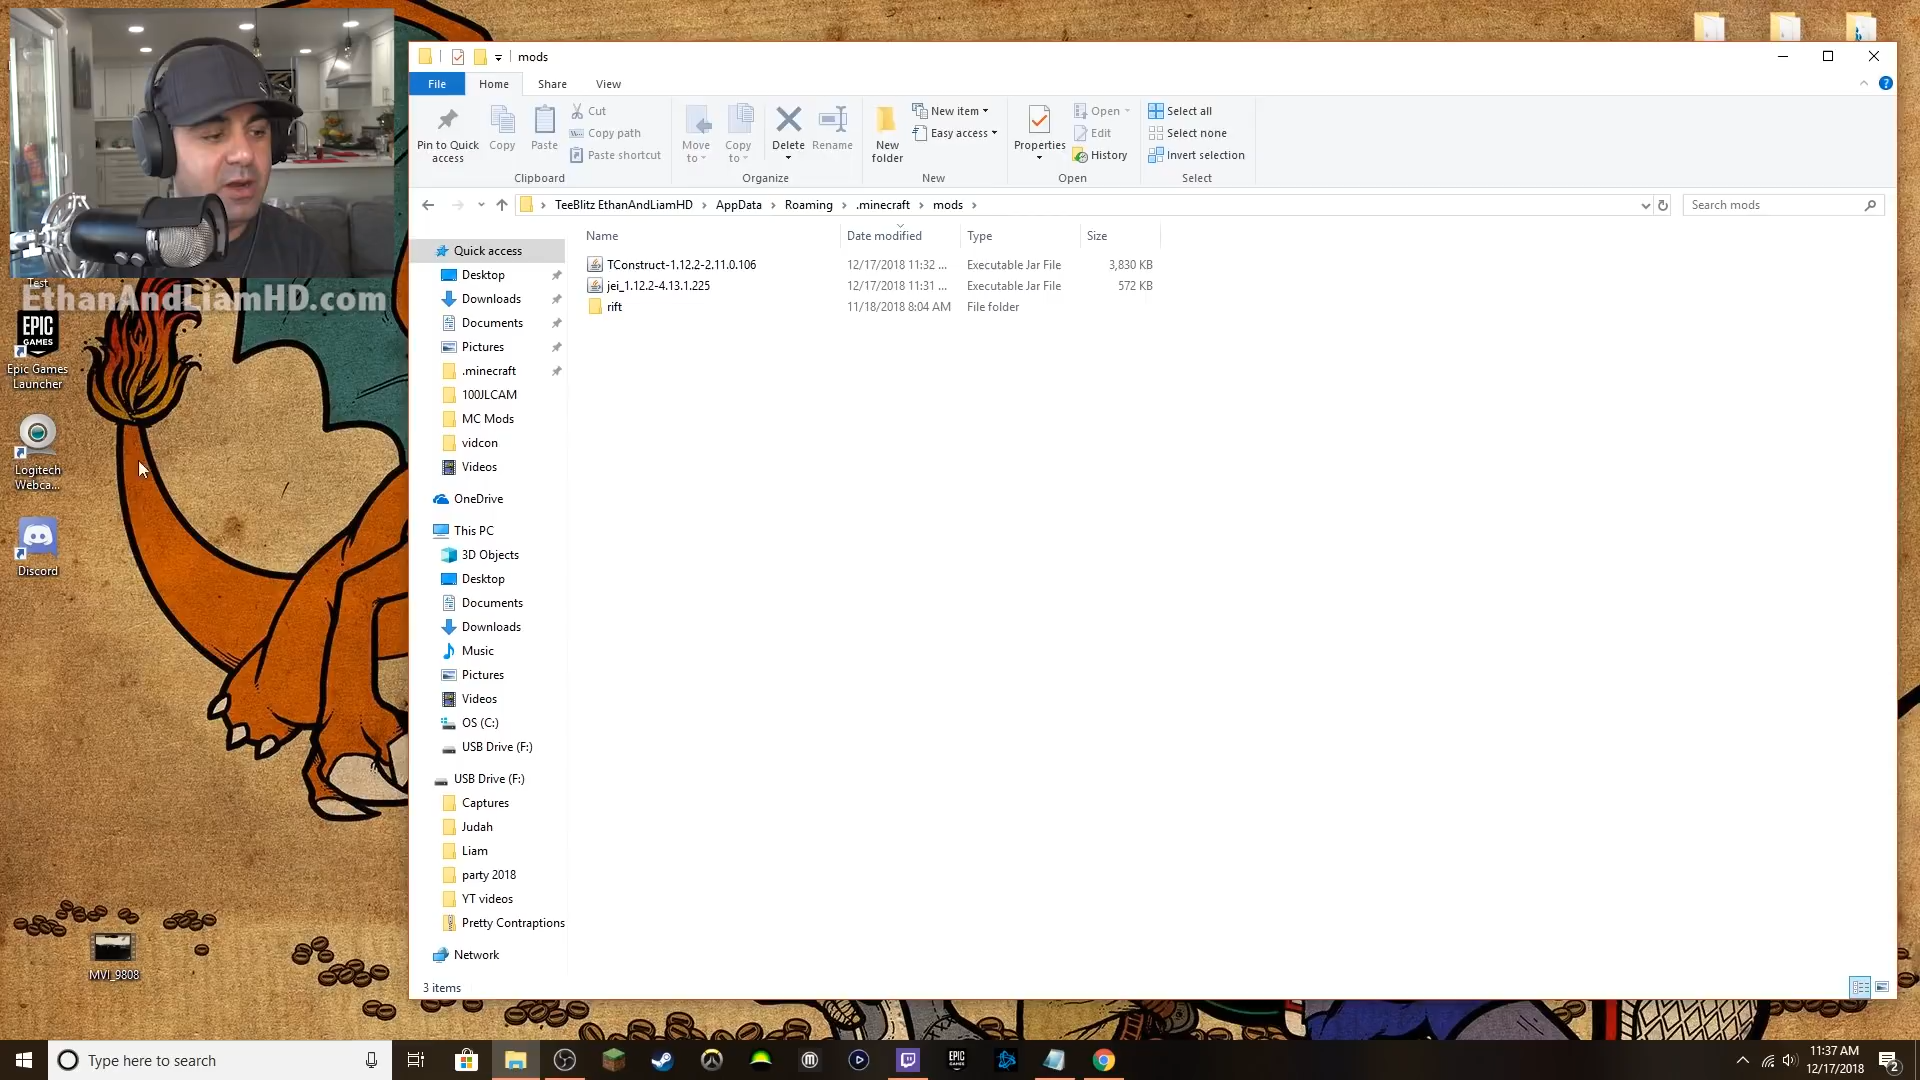 mods
File
Home
Share
View
Pin to Quick access
Copy
Paste
Cut
Copy path
Paste shortcut
Clipboard
Move to
Copy to
Delete
Rename
Organize
New folder
New item
Easy access
New
Properties
Open
Edit
History
Open
Select all
Select none
Invert selection
Select
TeeBlitz EthanAndLiamHD > AppData > Roaming > .minecraft > mods >
Search mods
Name Date modified Type Size
TConstruct-1.12.2-2.11.0.106 12/17/2018 11:32 ... Executable Jar File 3,830 KB
jei_1.12.2-4.13.1.225 12/17/2018 11:31 ... Executable Jar File 572 KB
rift 11/18/2018 8:04 AM File folder
Quick access
Desktop
Downloads
Documents
Pictures
.minecraft
100JLCAM
MC Mods
vidcon
Videos
OneDrive
This PC
3D Objects
Desktop
Documents
Downloads
Music
Pictures
Videos
OS (C:)
USB Drive (F:)
USB Drive (F:)
Captures
Judah
Liam
party 2018
YT videos
Pretty Contraptions
Network
3 items
Test
EthanAndLiamHD.com
EPIC GAMES
Epic Games
Launcher
Logitech
Webca...
Discord
MVI_9808
Type here to search
EPIC GAMES
11:37 AM
12/17/2018
2